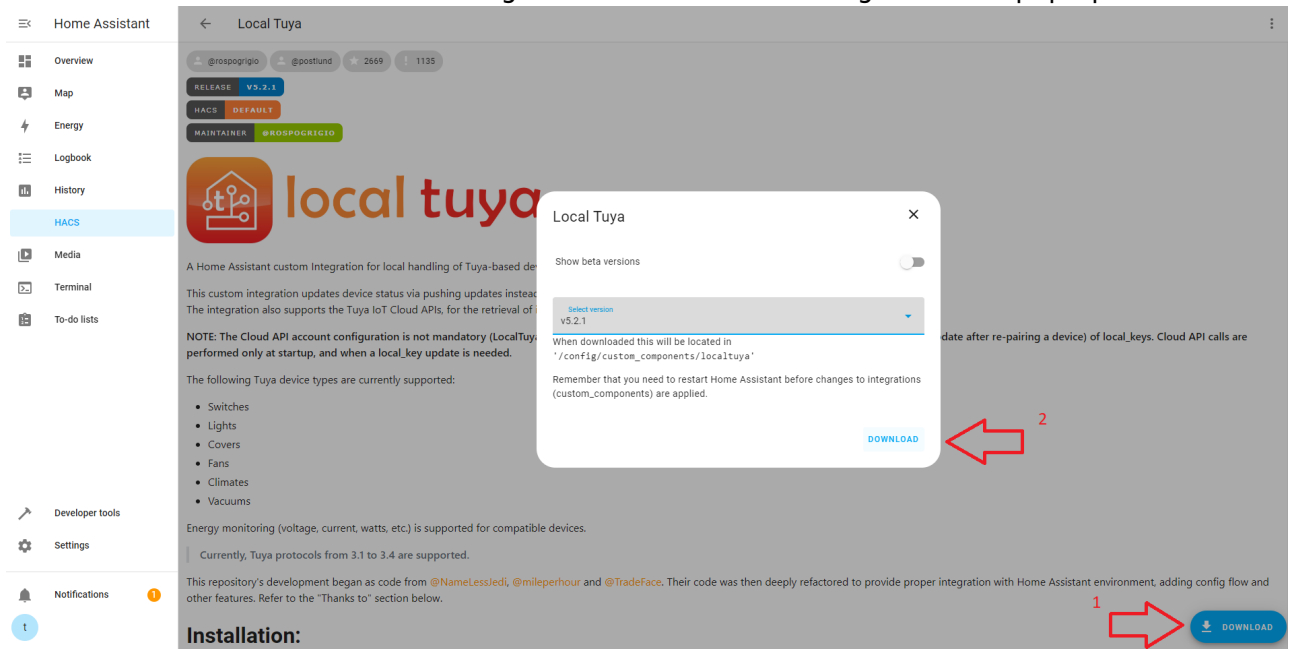 Home Assistant
Local Tuya
Overview
Map
Energy
Logbook
History
HACS
Media
Terminal
To-do lists
Developer tools
Settings
Notifications
1
t
@rospogrigio
@postlund
2669
1135
RELEASE V5.2.1
HACS DEFAULT
MAINTAINER @ROSPOGRIGIO
local tuya
A Home Assistant custom Integration for local handling of Tuya-based
This custom integration updates device status via pushing updates instead
The integration also supports the Tuya IoT Cloud APIs, for the retrieval of
NOTE: The Cloud API account configuration is not mandatory (LocalTuya date after re-pairing a device) of local_keys. Cloud API calls are
performed only at startup, and when a local_key update is needed.
The following Tuya device types are currently supported:
Switches
Lights
Covers
Fans
Climates
Vacuums
Energy monitoring (voltage, current, watts, etc.) is supported for compatible devices.
Currently, Tuya protocols from 3.1 to 3.4 are supported.
This repository's development began as code from @NameLessJedi, @mileperhour and @TradeFace. Their code was then deeply refactored to provide proper integration with Home Assistant environment, adding config flow and
other features. Refer to the "Thanks to" section below.
Installation:
Local Tuya
Show beta versions
Select version
v5.2.1
When downloaded this will be located in
'/config/custom_components/localtuya'
Remember that you need to restart Home Assistant before changes to integrations
(custom_components) are applied.
DOWNLOAD
2
1
DOWNLOAD